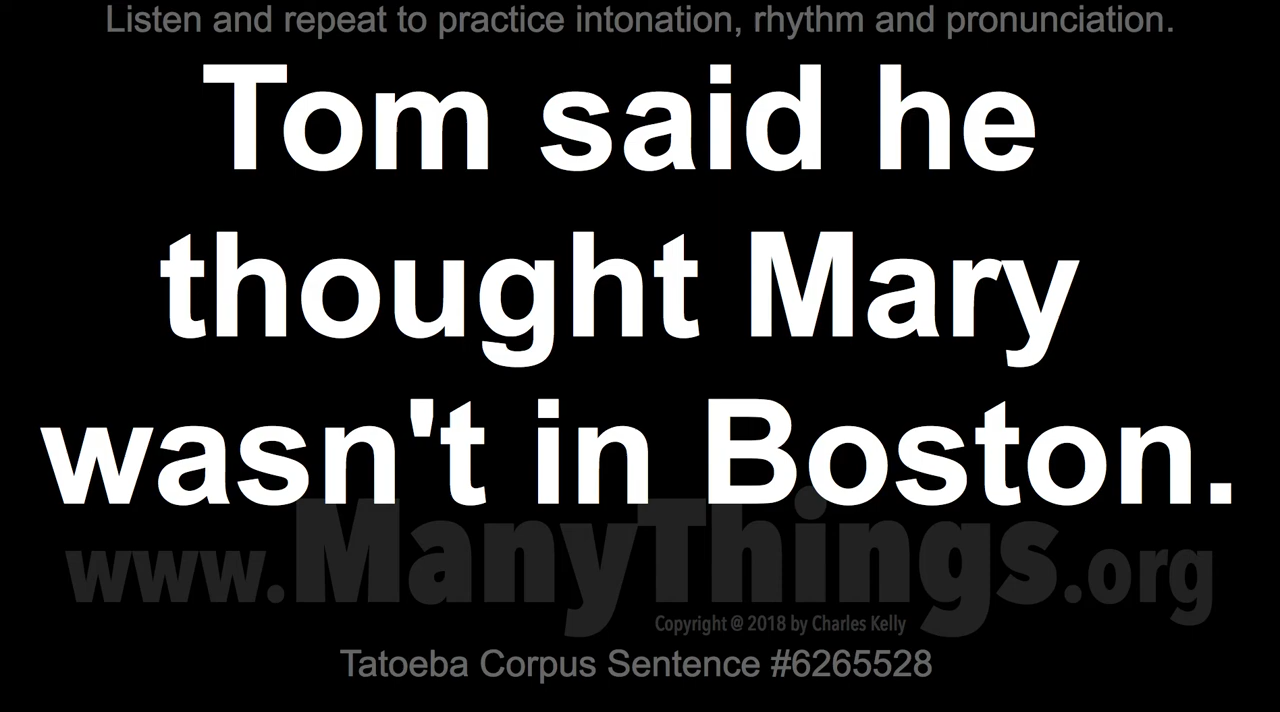 Listen and repeat to practice intonation, rhythm and pronunciation.
Tom said he
thought Mary
wasn't in Boston.
www.ManyThings.org
Copyright @ 2018 by Charles Kelly
Tatoeba Corpus Sentence #6265528